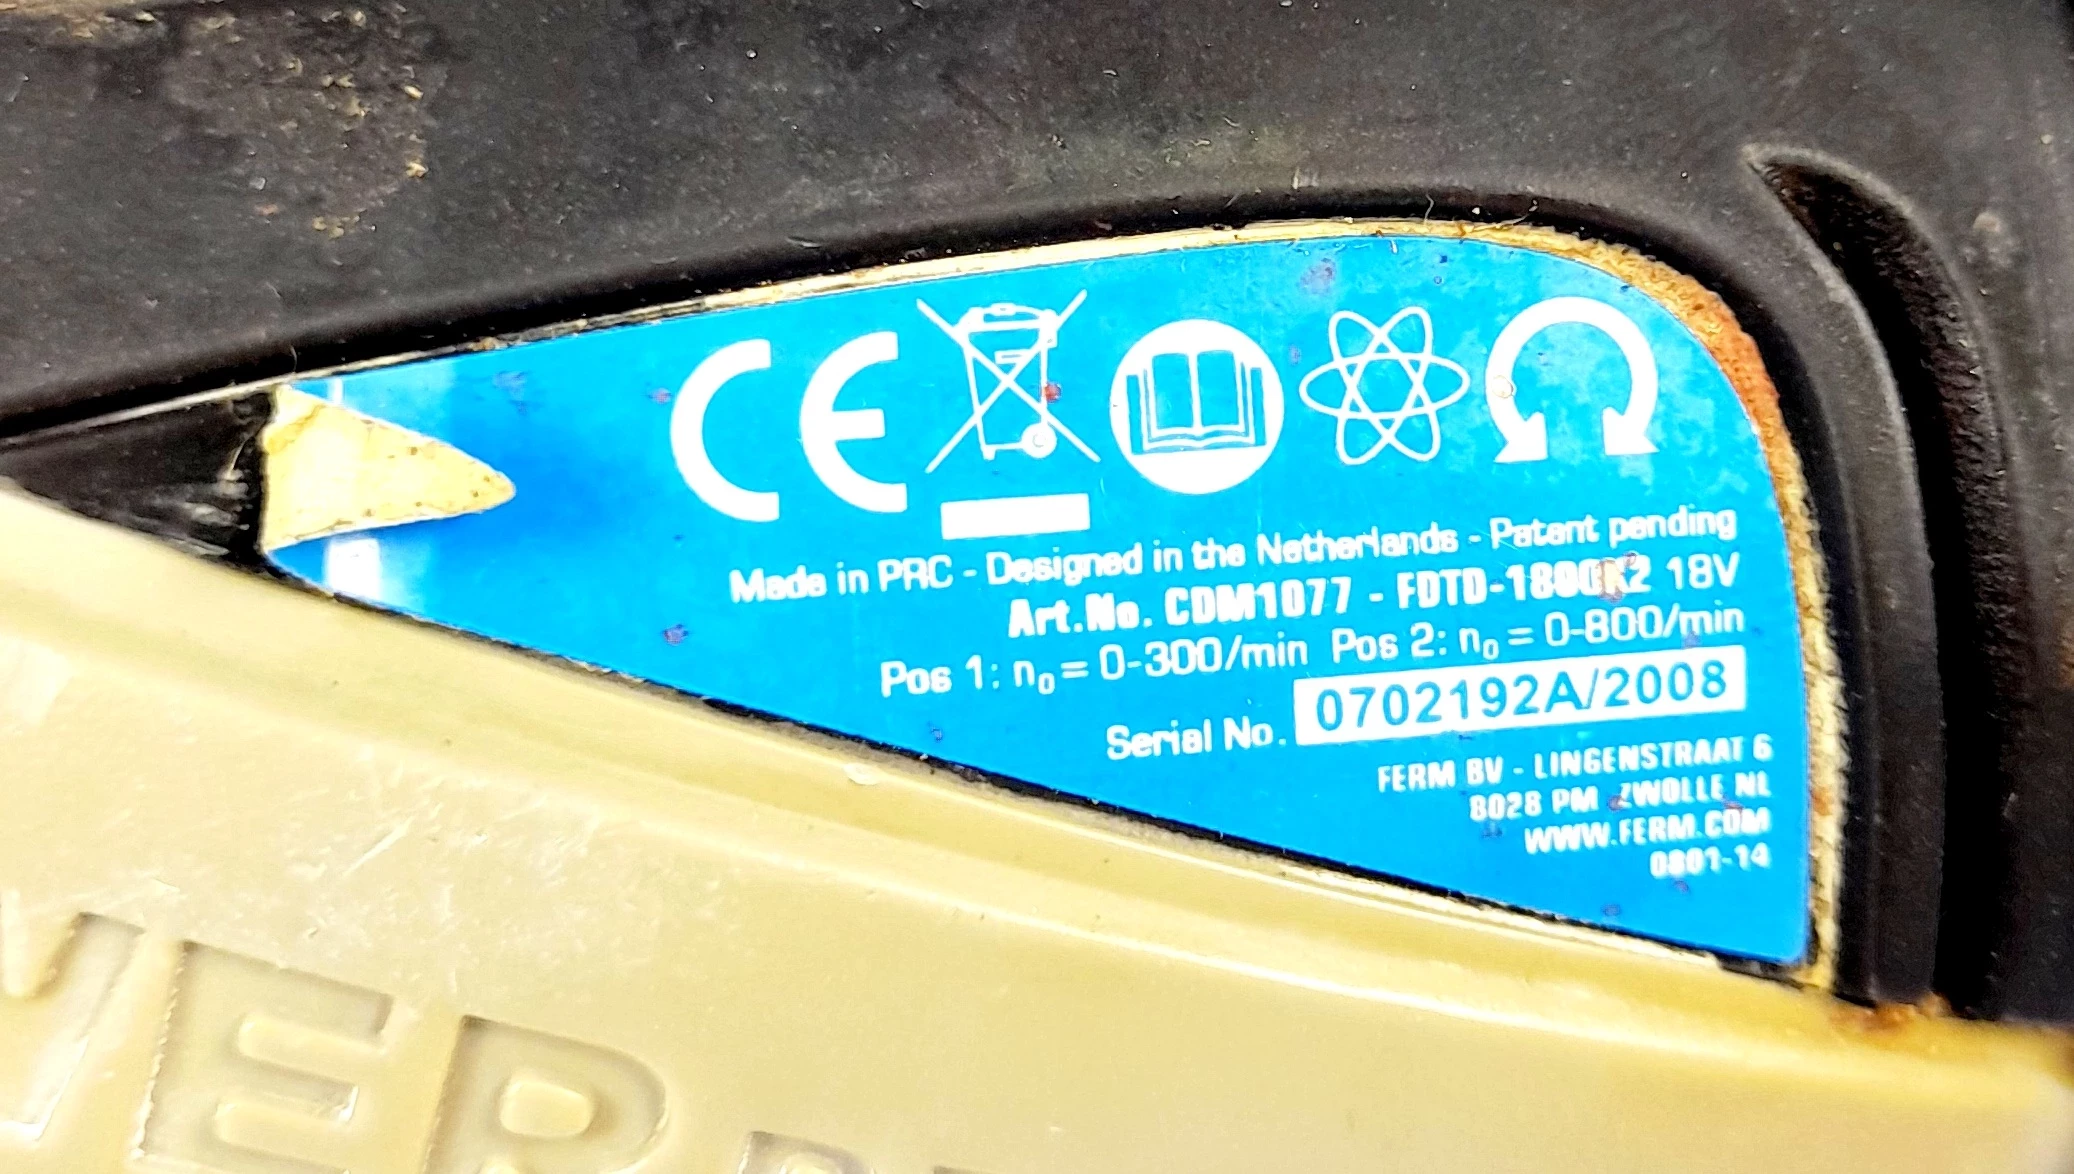 CE
Made in PRC - Designed in the Netherlands - Patent pending
Art.No. CDM1077 - FDTD-1800K2 18V
Pos 1: n₀ = 0-300/min Pos 2: n₀ = 0-800/min
Serial No. 0702192A/2008
FERM BV - LINGENSTRAAT 6
8028 PM ZWOLLE NL
WWW.FERM.COM
0801-14